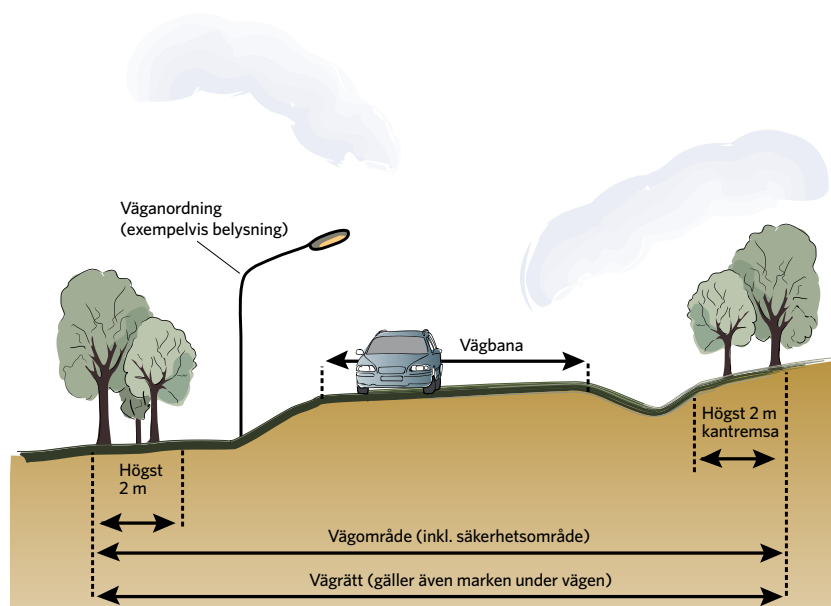 Väganordning
(exempelvis belysning)
Vägbana
Högst 2 m
kantremsa
Högst
2 m
Vägområde (inkl. säkerhetsområde)
Vägrätt (gäller även marken under vägen)